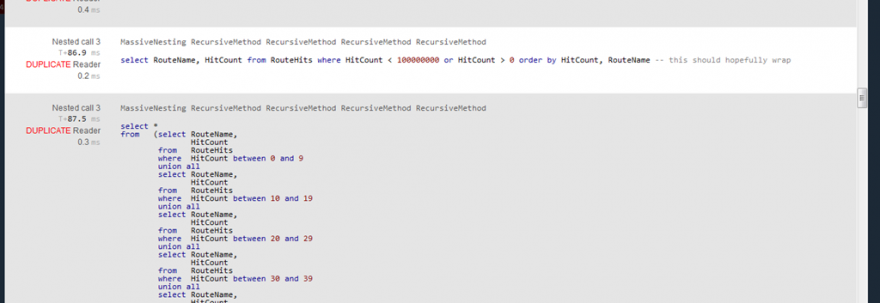 DUPLICATE Reader
0.4 ms
Nested call 3
MassiveNesting RecursiveMethod RecursiveMethod RecursiveMethod RecursiveMethod
T+86.9 ms
DUPLICATE Reader
0.2 ms
select RouteName, HitCount from RouteHits where HitCount < 100000000 or HitCount > 0 order by HitCount, RouteName -- this should hopefully wrap
Nested call 3
MassiveNesting RecursiveMethod RecursiveMethod RecursiveMethod RecursiveMethod
T+87.5 ms
DUPLICATE Reader
0.3 ms
select *
from (select RouteName,
HitCount
from RouteHits
where HitCount between 0 and 9
union all
select RouteName,
HitCount
from RouteHits
where HitCount between 10 and 19
union all
select RouteName,
HitCount
from RouteHits
where HitCount between 20 and 29
union all
select RouteName,
HitCount
from RouteHits
where HitCount between 30 and 39
union all
select RouteName,
HitCount